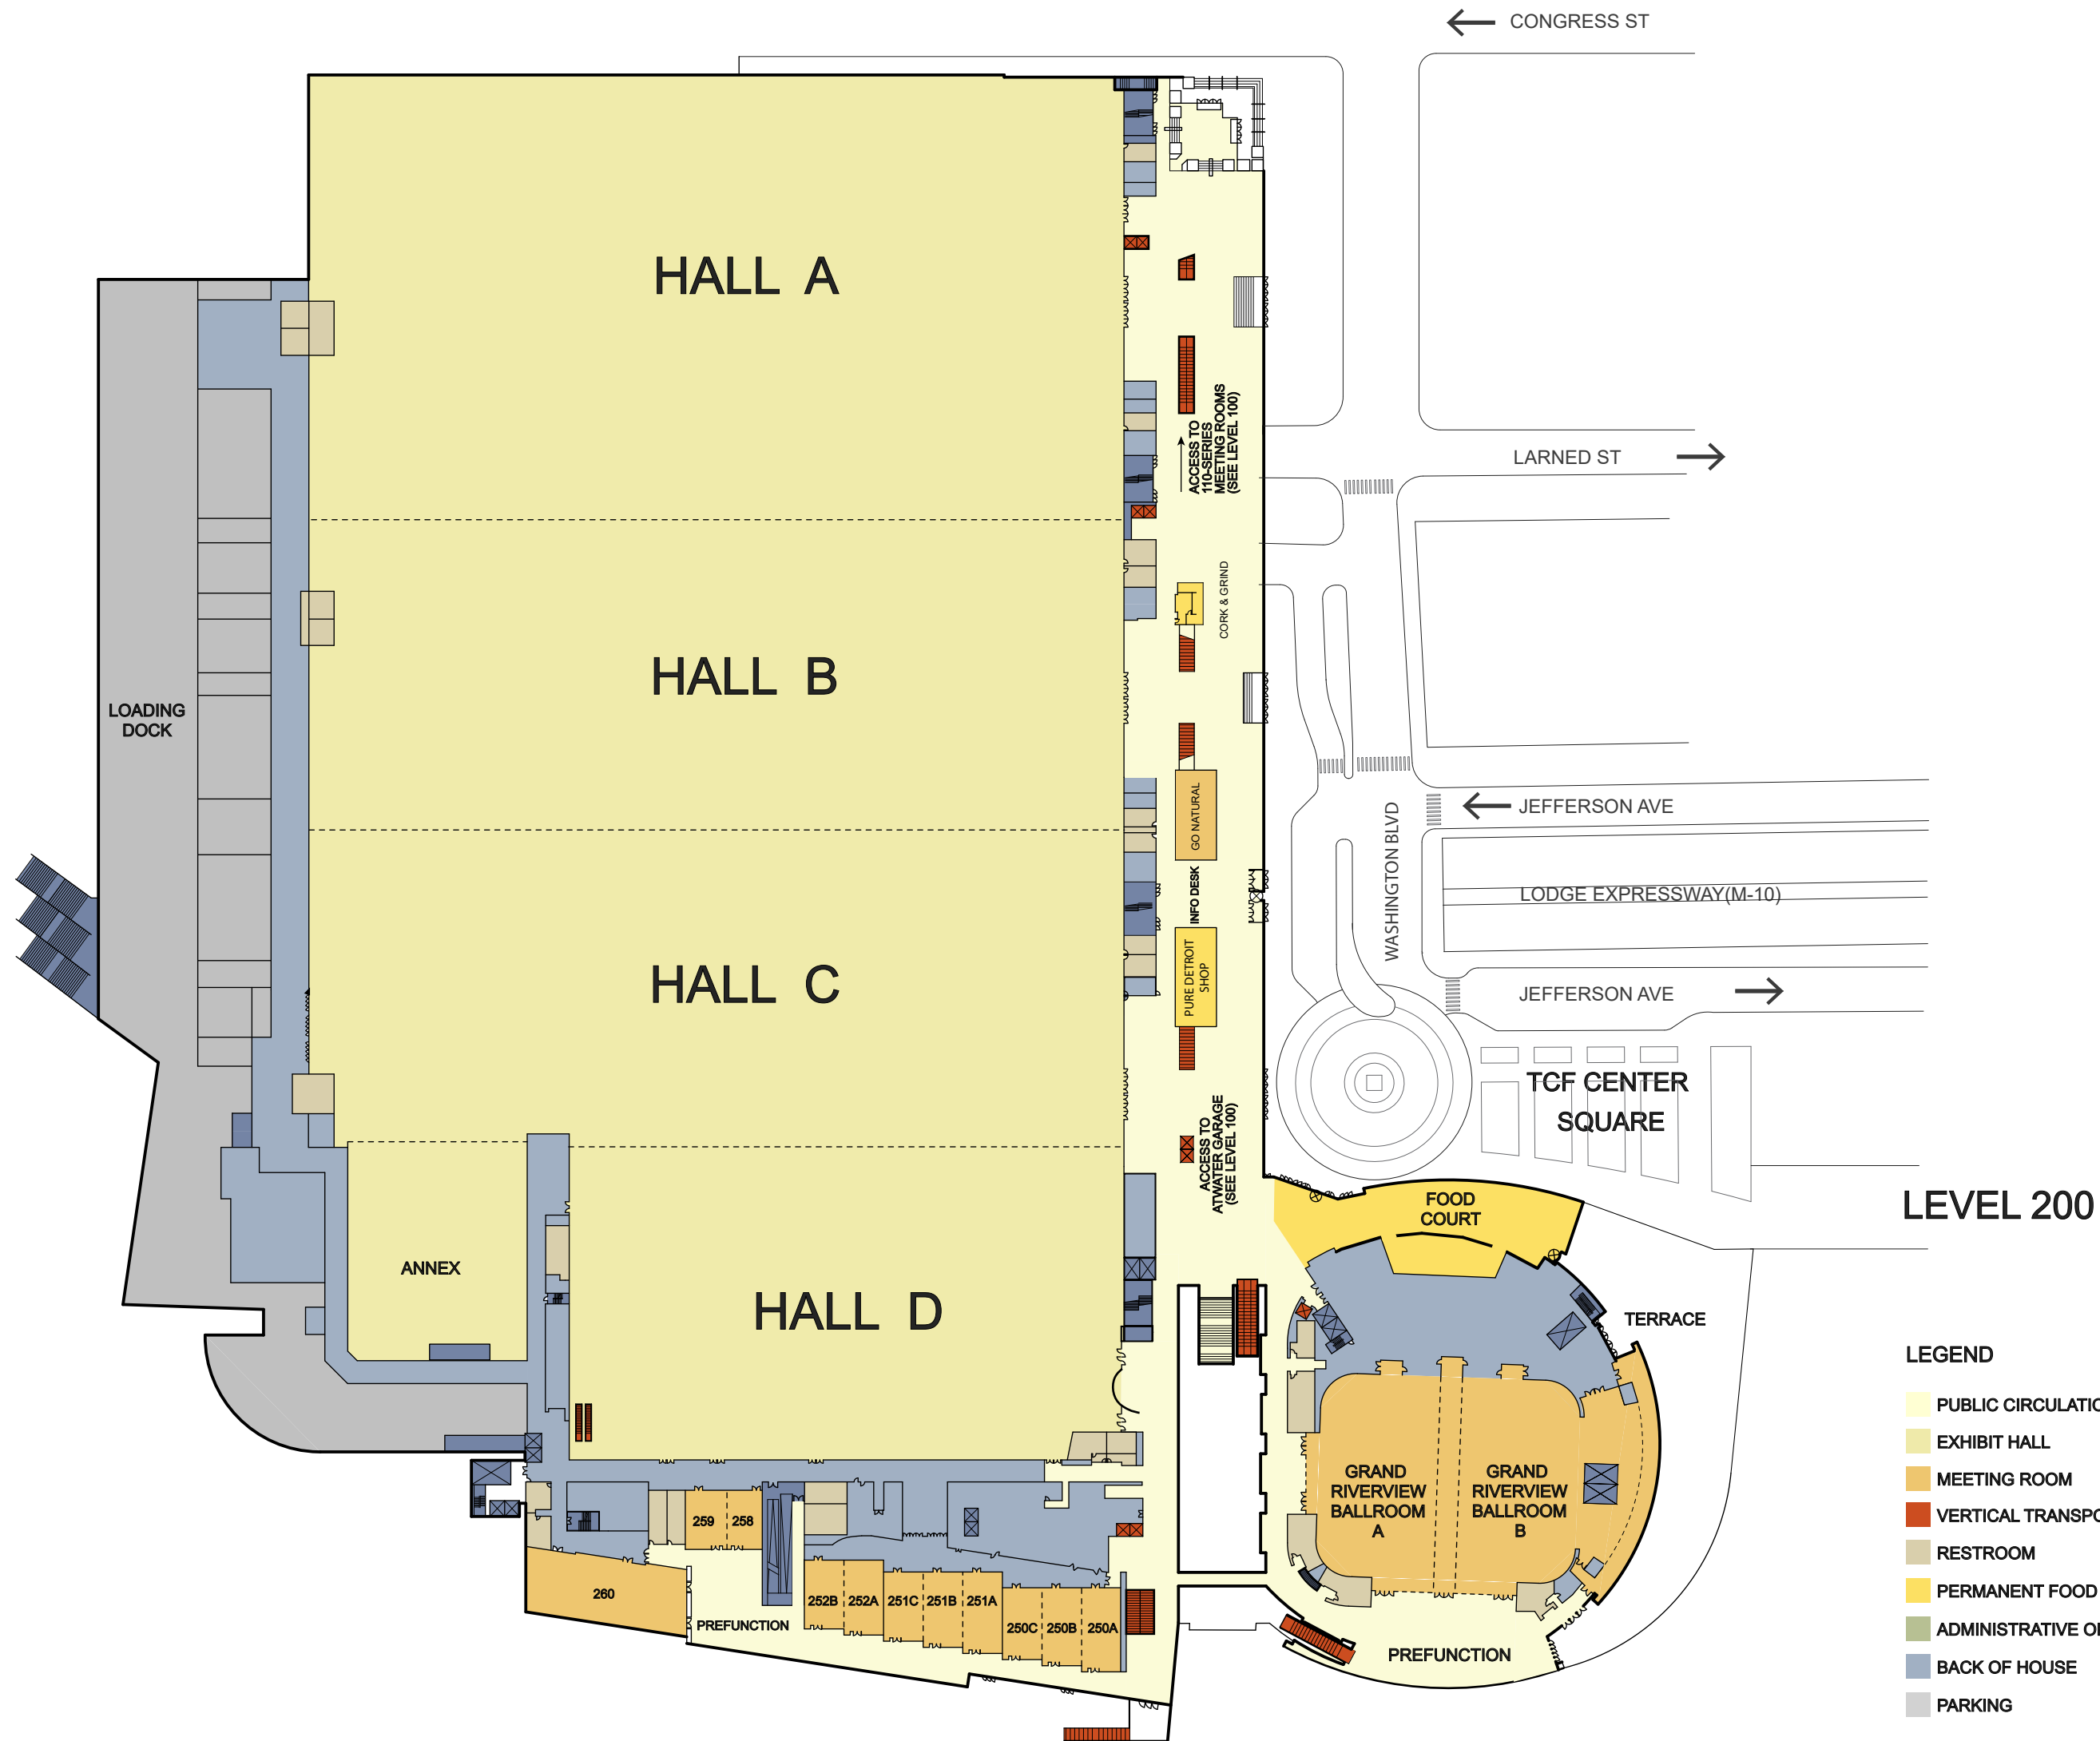 CONGRESS ST
HALL A
ACCESS TO
110-SERIES
MEETING ROOMS
(SEE LEVEL 100)
LARNED ST
CORK & GRIND
HALL B
LOADING
DOCK
GO NATURAL
WASHINGTON BLVD
JEFFERSON AVE
INFO DESK
LODGE EXPRESSWAY(M-10)
HALL C
PURE DETROIT
SHOP
JEFFERSON AVE
TCF CENTER
SQUARE
ACCESS TO
ATWATER GARAGE
(SEE LEVEL 100)
FOOD
COURT
LEVEL 200
ANNEX
HALL D
TERRACE
GRAND
RIVERVIEW
BALLROOM
A
GRAND
RIVERVIEW
BALLROOM
B
259
258
260
PREFUNCTION
252B
252A
251C
251B
251A
250C
250B
250A
PREFUNCTION
LEGEND
PUBLIC CIRCULATIO
EXHIBIT HALL
MEETING ROOM
VERTICAL TRANSPO
RESTROOM
PERMANENT FOOD
ADMINISTRATIVE O
BACK OF HOUSE
PARKING